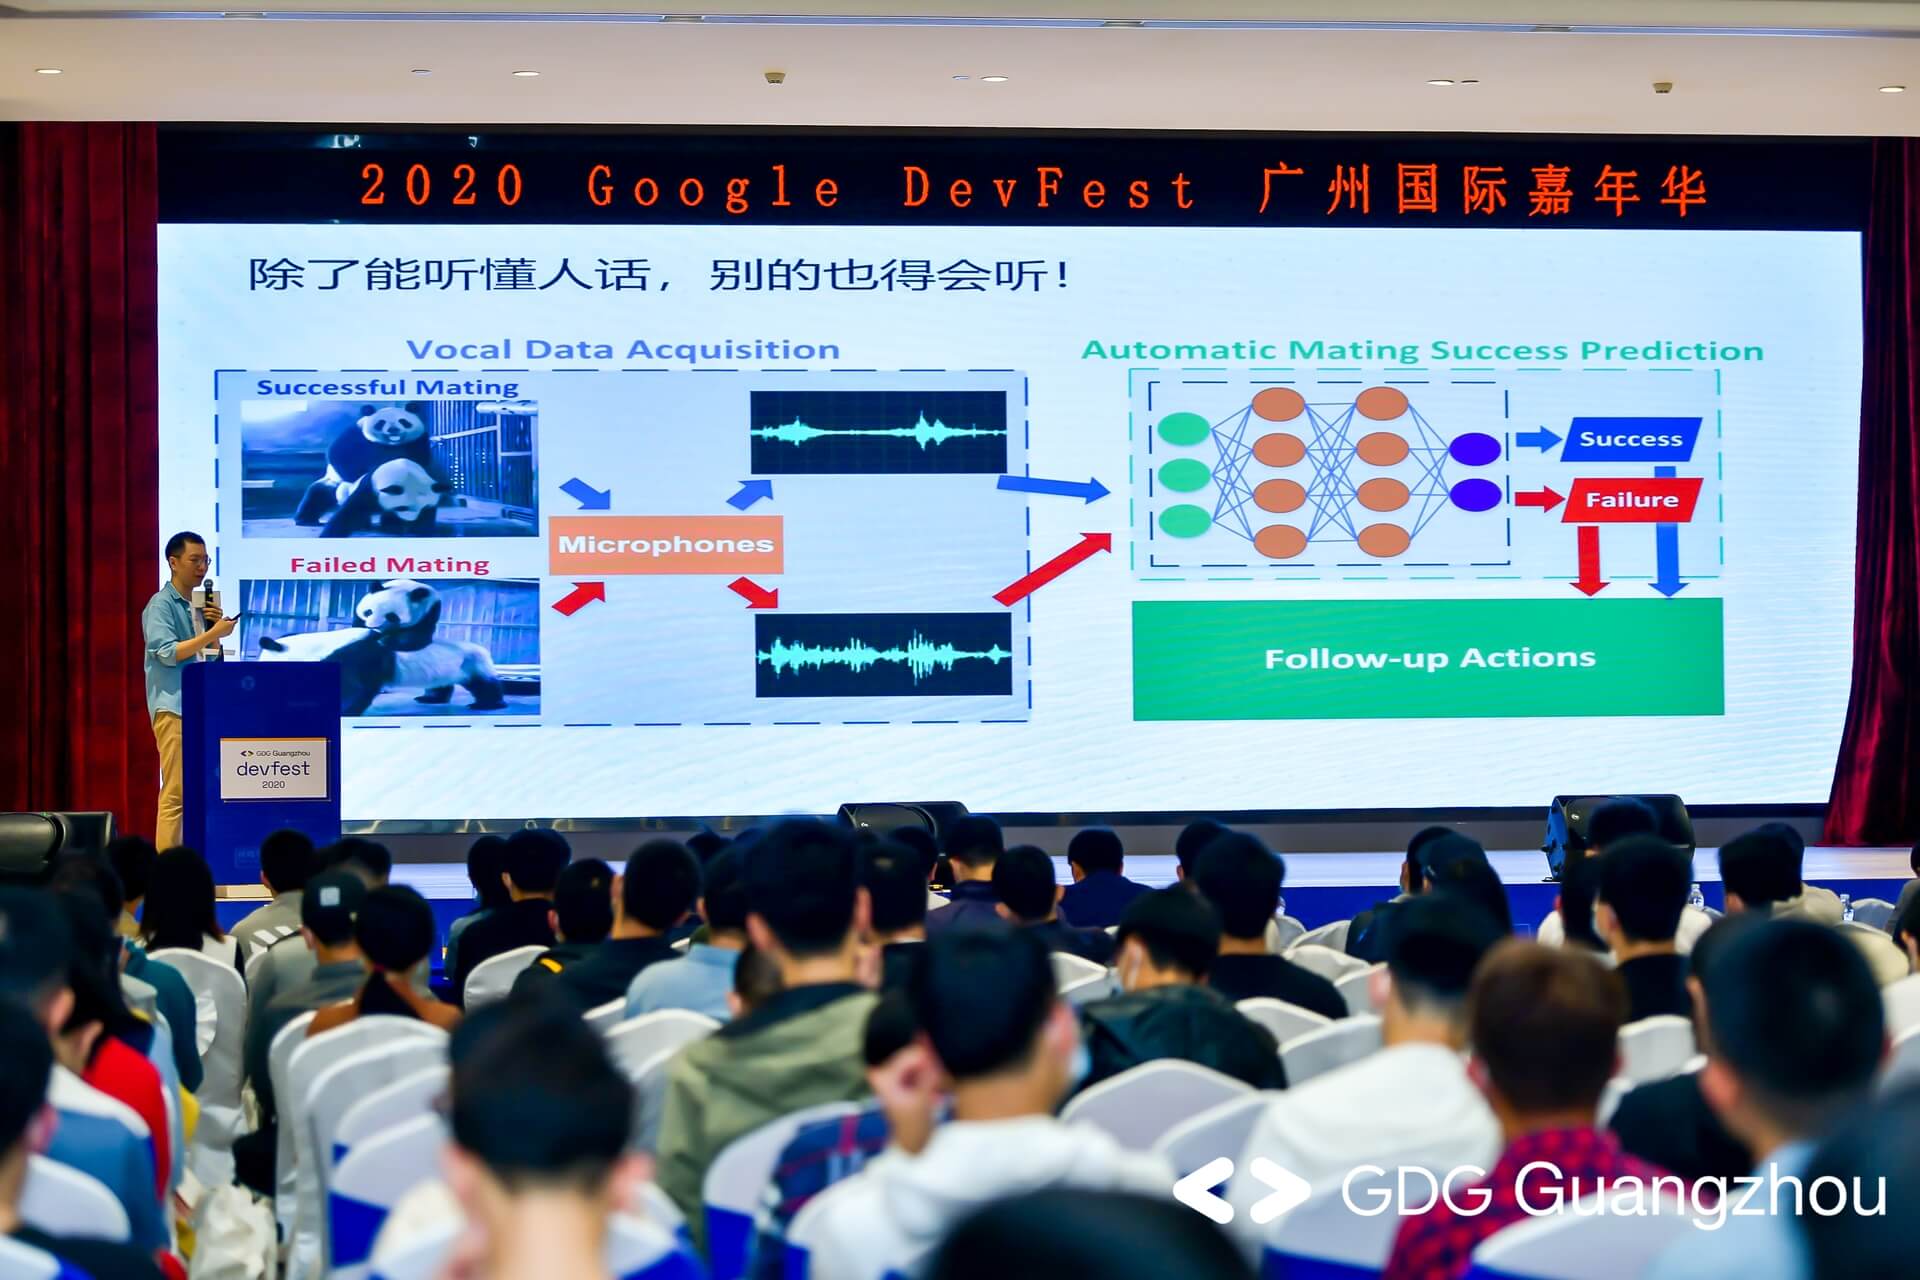 2020 Google DevFest 广州国际嘉年华
除了能听懂人话，别的也得会听！
Vocal Data Acquisition
Successful Mating
Failed Mating
Microphones
Automatic Mating Success Prediction
Success
Failure
Follow-up Actions
<> GDG Guangzhou
devfest
2020
<> GDG Guangzhou